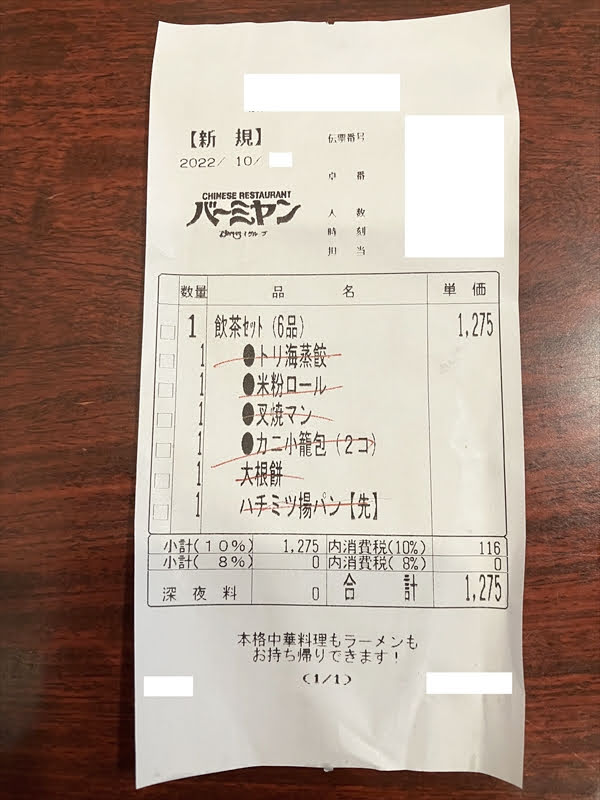 【新 規】
2022/ 10/
伝票番号
卓 番
人 数
時 刻
担 当
CHINESE RESTAURANT
バーミヤン
グループ
数量 品 名 単 価
1 飲茶ｾｯﾄ (6品) 1,275
1 ●トリ海蒸餃
1 ●米粉ロール
1 ●叉焼マン
1 ●カニ小籠包（２コ）
1 大根餅
1 ハチミツ揚パン【先】
小計(１０%) 1,275 内消費税(10%) 116
小計( 8%) 0 内消費税( 8%) 0
深 夜 料 0 合 計 1,275
本格中華料理もラーメンも
お持ち帰りできます！
(1/1)